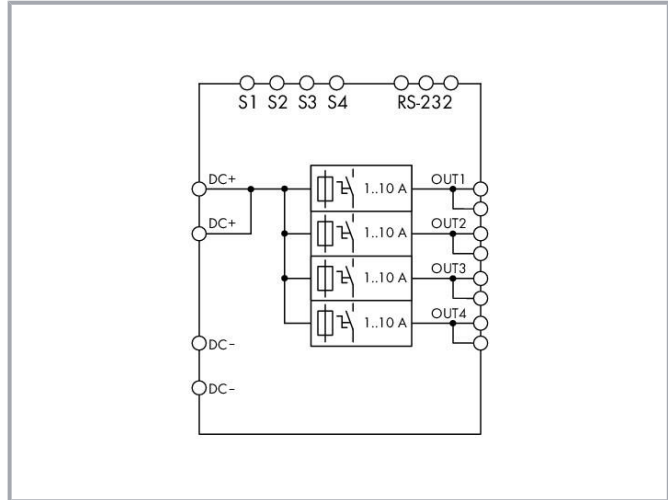 S1 S2 S3 S4 RS-232
DC+ 1..10 A OUT1
DC+ 1..10 A OUT2
1..10 A OUT3
1..10 A OUT4
DC–
DC–